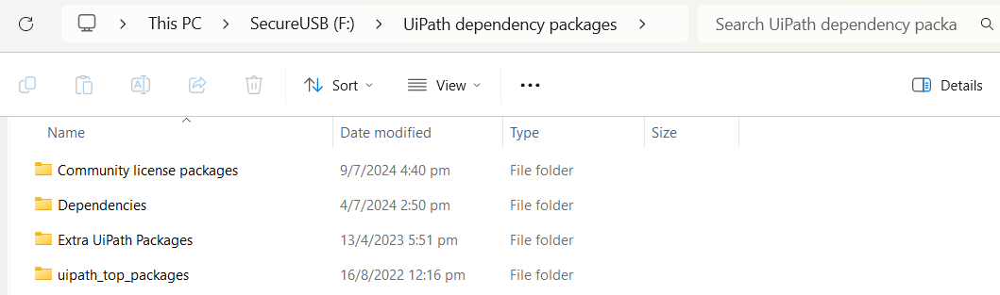 This PC > SecureUSB (F:) > UiPath dependency packages > Search UiPath dependency packa
Sort View ••• Details
Name Date modified Type Size
Community license packages 9/7/2024 4:40 pm File folder
Dependencies 4/7/2024 2:50 pm File folder
Extra UiPath Packages 13/4/2023 5:51 pm File folder
uipath_top_packages 16/8/2022 12:16 pm File folder